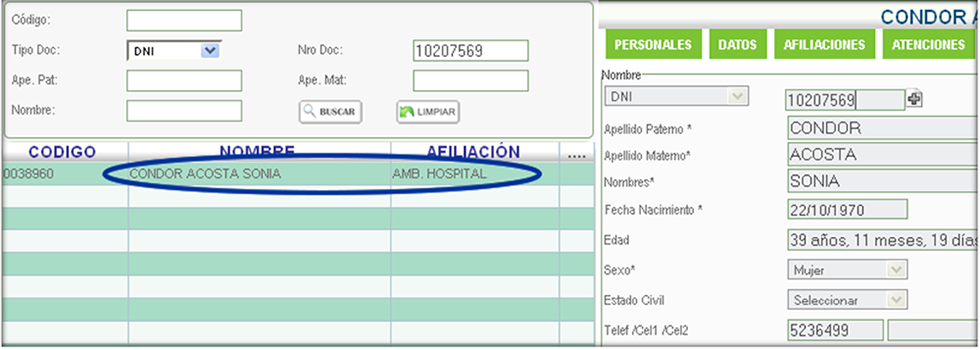 Código:
Tipo Doc: DNI Nro Doc: 10207569
Ape. Pat: Ape. Mat:
Nombre: BUSCAR LIMPIAR
CODIGO NOMBRE AFILIACIÓN ....
0038960 CONDOR ACOSTA SONIA AMB. HOSPITAL
CONDOR A
PERSONALES DATOS AFILIACIONES ATENCIONES
Nombre
DNI 10207569
Apellido Paterno * CONDOR
Apellido Materno* ACOSTA
Nombres* SONIA
Fecha Nacimiento * 22/10/1970
Edad 39 años, 11 meses, 19 días
Sexo* Mujer
Estado Civil Seleccionar
Telef /Cel1 /Cel2 5236499